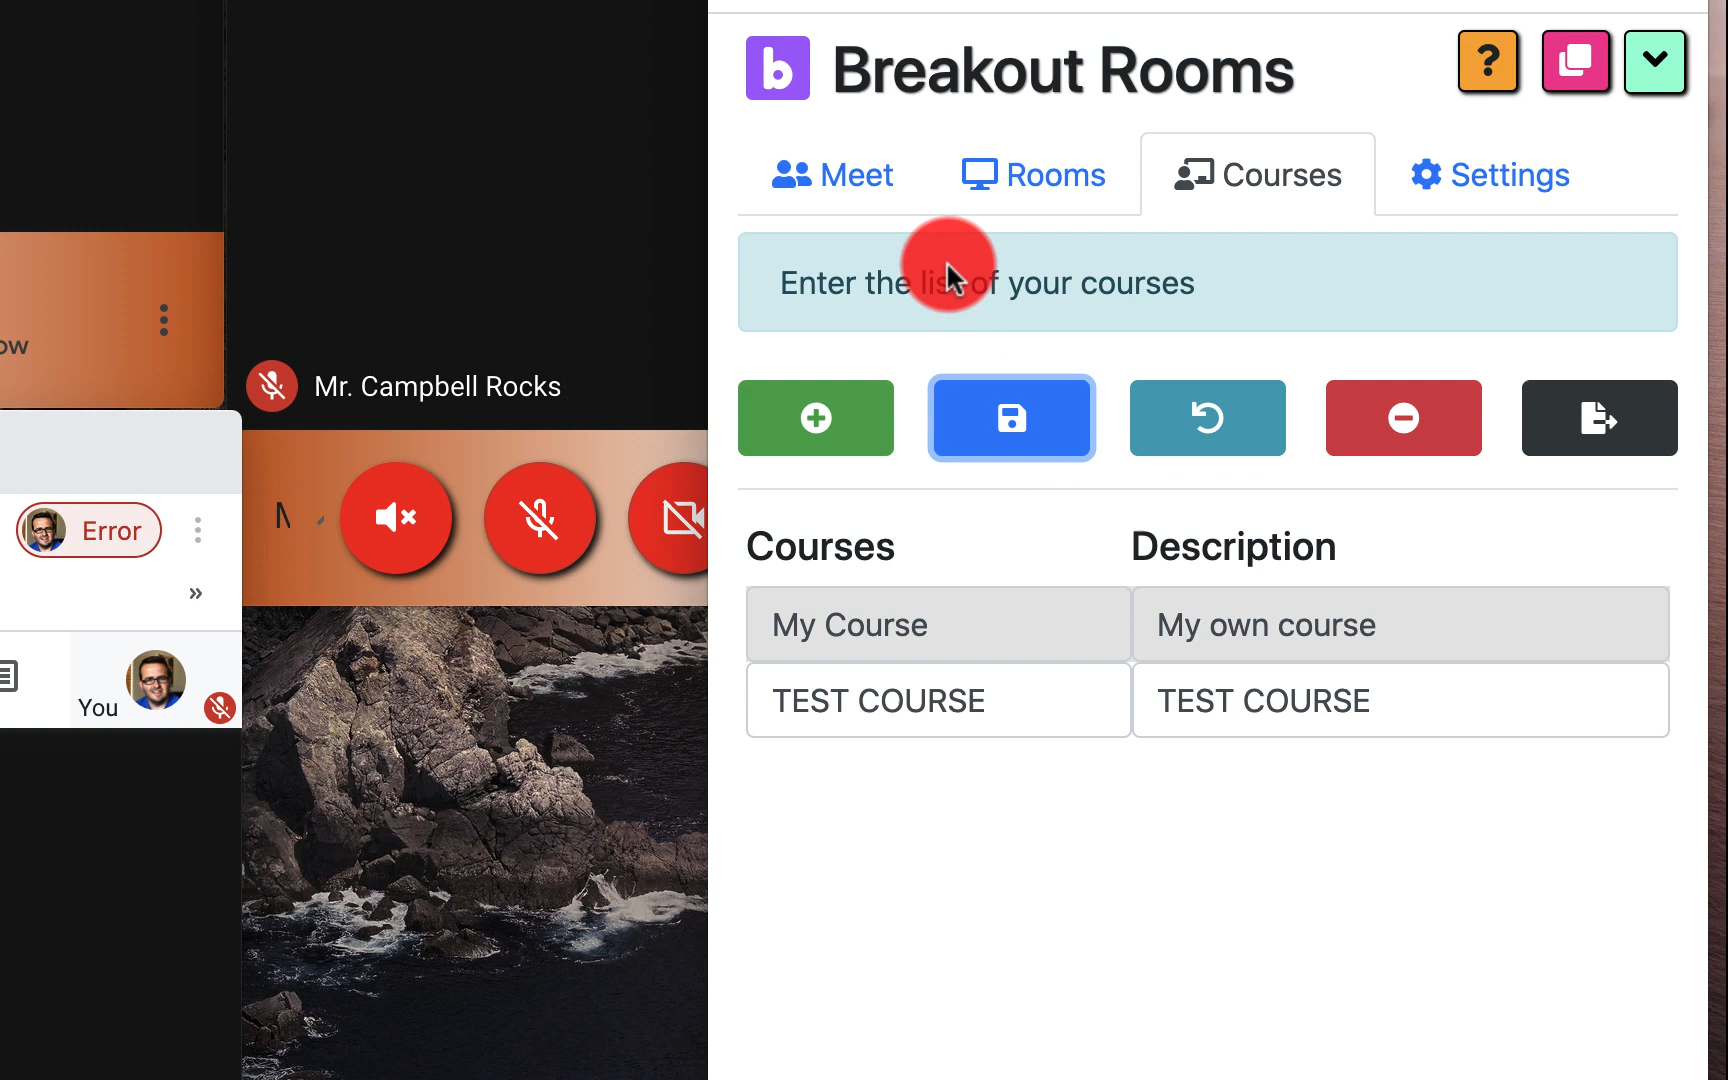 b Breakout Rooms
?
Meet
Rooms
Courses
Settings
Enter the list of your courses
ow
Mr. Campbell Rocks
Error
»
You
Courses
Description
My Course
My own course
TEST COURSE
TEST COURSE